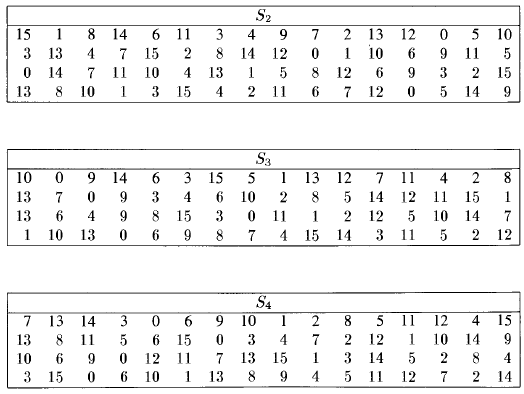 S2
15 1 8 14 6 11 3 4 9 7 2 13 12 0 5 10
3 13 4 7 15 2 8 14 12 0 1 10 6 9 11 5
0 14 7 11 10 4 13 1 5 8 12 6 9 3 2 15
13 8 10 1 3 15 4 2 11 6 7 12 0 5 14 9
S3
10 0 9 14 6 3 15 5 1 13 12 7 11 4 2 8
13 7 0 9 3 4 6 10 2 8 5 14 12 11 15 1
13 6 4 9 8 15 3 0 11 1 2 12 5 10 14 7
1 10 13 0 6 9 8 7 4 15 14 3 11 5 2 12
S4
7 13 14 3 0 6 9 10 1 2 8 5 11 12 4 15
13 8 11 5 6 15 0 3 4 7 2 12 1 10 14 9
10 6 9 0 12 11 7 13 15 1 3 14 5 2 8 4
3 15 0 6 10 1 13 8 9 4 5 11 12 7 2 14